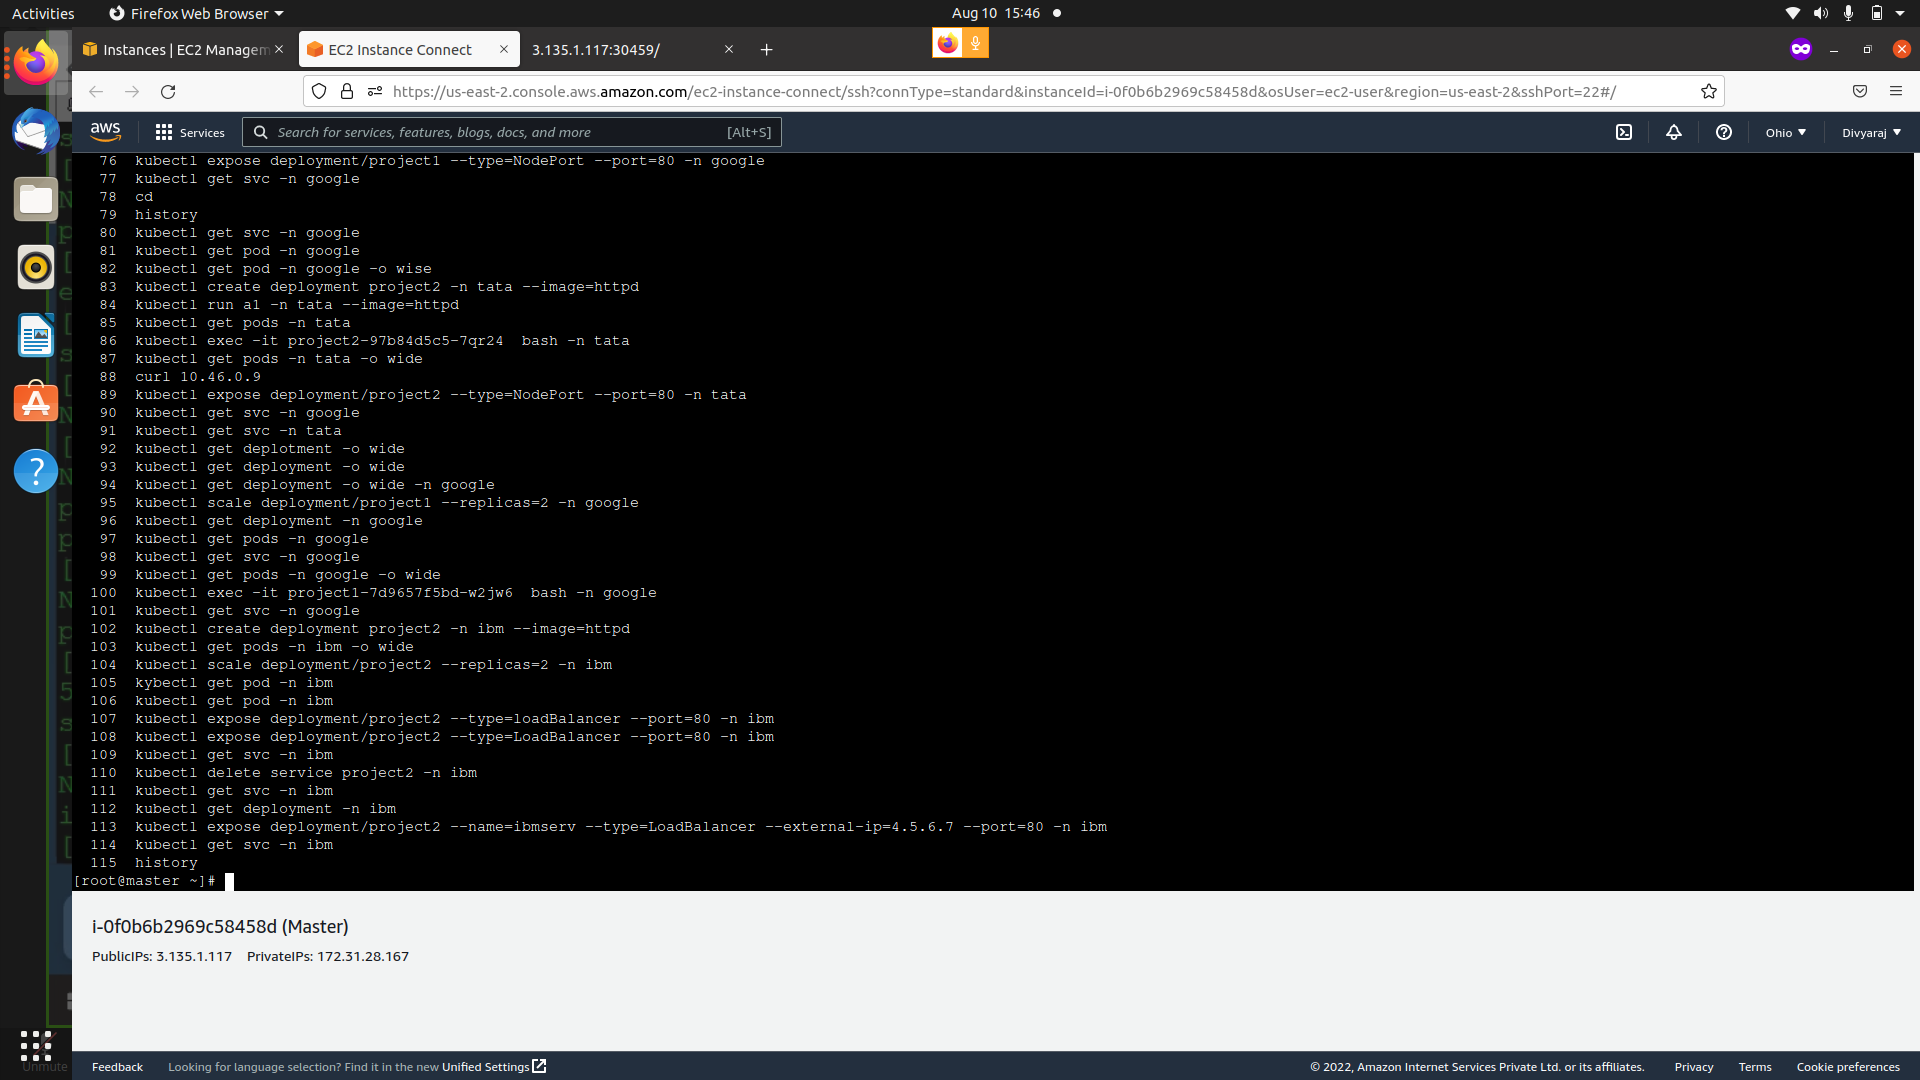 Activities
Firefox Web Browser
Aug 10 15:46
Instances | EC2 Managem
EC2 Instance Connect
3.135.1.117:30459/
https://us-east-2.console.aws.amazon.com/ec2-instance-connect/ssh?connType=standard&instanceId=i-0f0b6b2969c58458d&osUser=ec2-user&region=us-east-2&sshPort=22#/
aws
Services
Search for services, features, blogs, docs, and more
[Alt+S]
Ohio
Divyaraj
76 kubectl expose deployment/project1 --type=NodePort --port=80 -n google
77 kubectl get svc -n google
78 cd
79 history
80 kubectl get svc -n google
81 kubectl get pod -n google
82 kubectl get pod -n google -o wise
83 kubectl create deployment project2 -n tata --image=httpd
84 kubectl run a1 -n tata --image=httpd
85 kubectl get pods -n tata
86 kubectl exec -it project2-97b84d5c5-7qr24  bash -n tata
87 kubectl get pods -n tata -o wide
88 curl 10.46.0.9
89 kubectl expose deployment/project2 --type=NodePort --port=80 -n tata
90 kubectl get svc -n google
91 kubectl get svc -n tata
92 kubectl get deplotment -o wide
93 kubectl get deployment -o wide
94 kubectl get deployment -o wide -n google
95 kubectl scale deployment/project1 --replicas=2 -n google
96 kubectl get deployment -n google
97 kubectl get pods -n google
98 kubectl get svc -n google
99 kubectl get pods -n google -o wide
100 kubectl exec -it project1-7d9657f5bd-w2jw6  bash -n google
101 kubectl get svc -n google
102 kubectl create deployment project2 -n ibm --image=httpd
103 kubectl get pods -n ibm -o wide
104 kubectl scale deployment/project2 --replicas=2 -n ibm
105 kybectl get pod -n ibm
106 kubectl get pod -n ibm
107 kubectl expose deployment/project2 --type=loadBalancer --port=80 -n ibm
108 kubectl expose deployment/project2 --type=LoadBalancer --port=80 -n ibm
109 kubectl get svc -n ibm
110 kubectl delete service project2 -n ibm
111 kubectl get svc -n ibm
112 kubectl get deployment -n ibm
113 kubectl expose deployment/project2 --name=ibmserv --type=LoadBalancer --external-ip=4.5.6.7 --port=80 -n ibm
114 kubectl get svc -n ibm
115 history
[root@master ~]#
i-0f0b6b2969c58458d (Master)
PublicIPs: 3.135.1.117 PrivateIPs: 172.31.28.167
Unmute
Feedback
Looking for language selection? Find it in the new Unified Settings
© 2022, Amazon Internet Services Private Ltd. or its affiliates.
Privacy
Terms
Cookie preferences